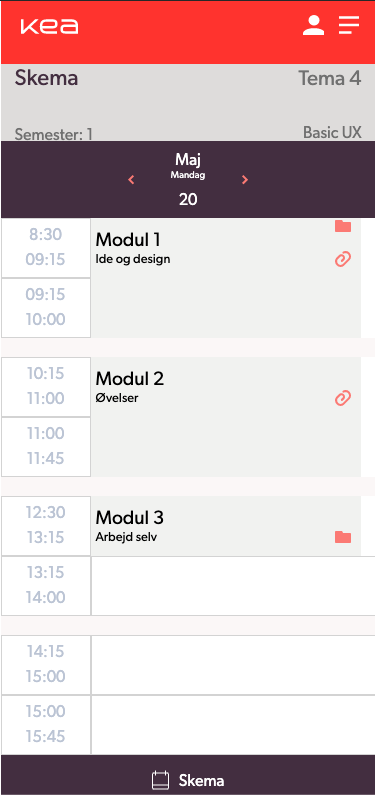 kea
Skema
Tema 4
Semester: 1
Basic UX
Maj
Mandag
20
8:30
09:15
Modul 1
Ide og design
09:15
10:00
10:15
11:00
Modul 2
Øvelser
11:00
11:45
12:30
13:15
Modul 3
Arbejd selv
13:15
14:00
14:15
15:00
15:00
15:45
Skema